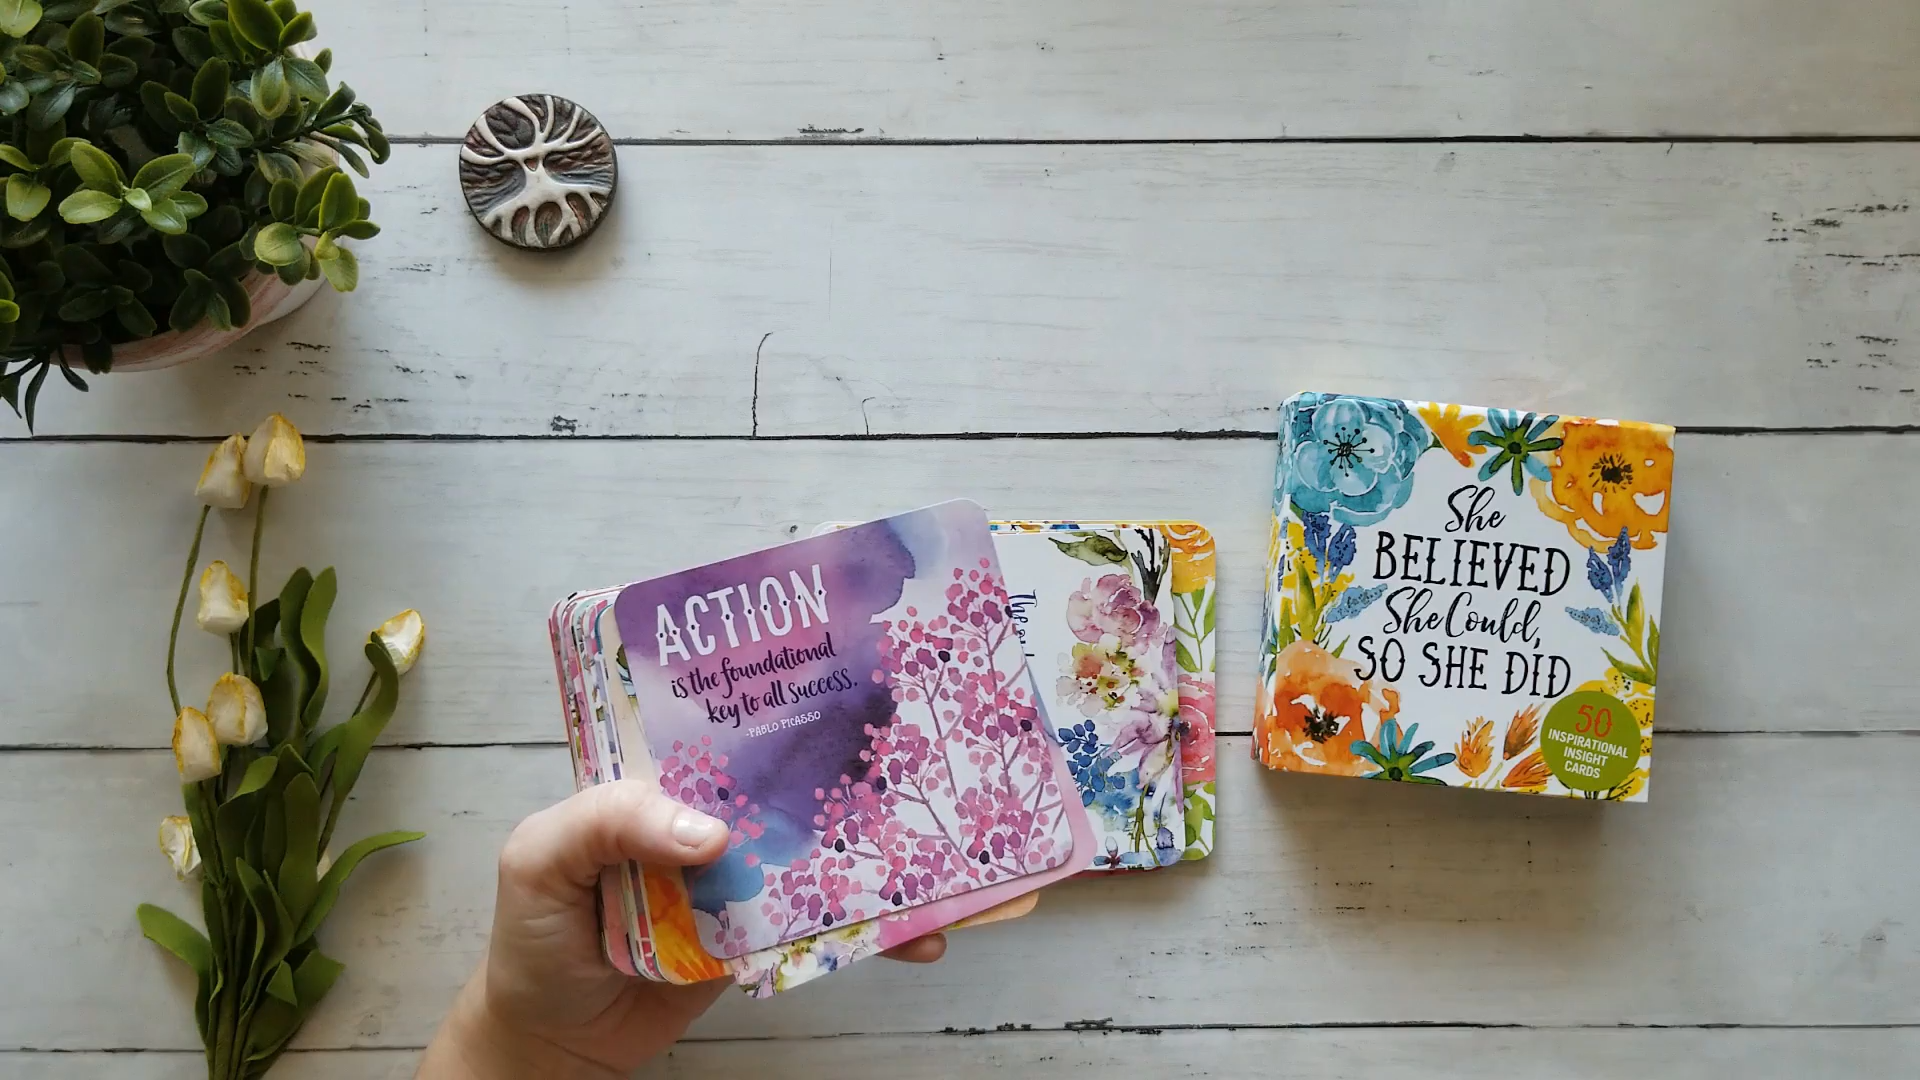 ACTION
is the foundational
key to all success.
-PABLO PICASSO
She
BELIEVED
She Could,
SO SHE DID
50
INSPIRATIONAL
INSIGHT
CARDS